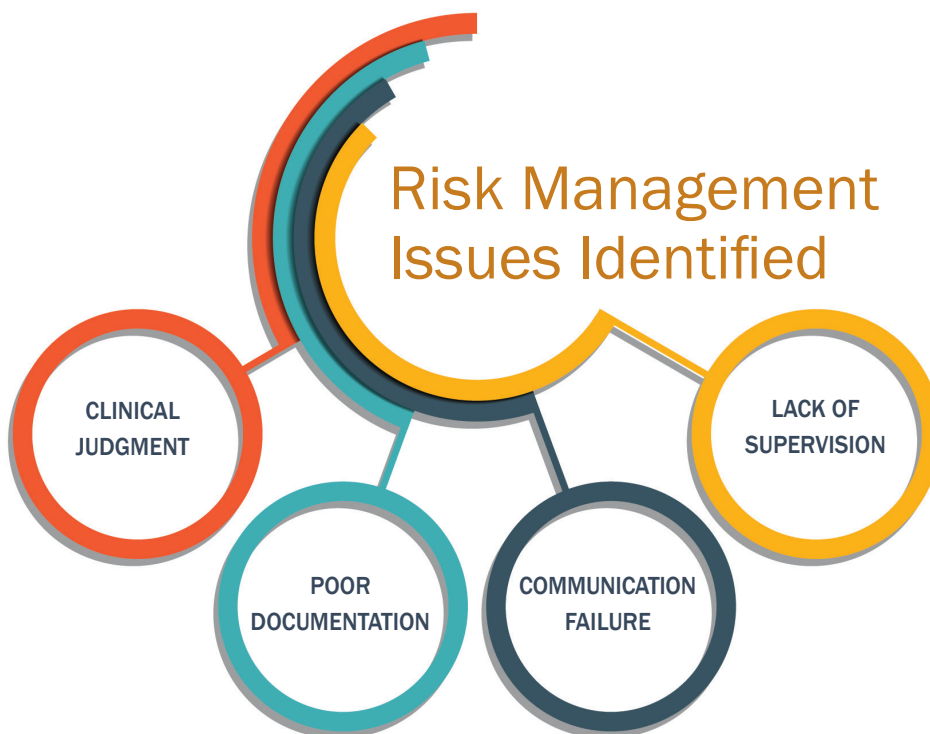 Risk Management
Issues Identified
CLINICAL
JUDGMENT
POOR
DOCUMENTATION
COMMUNICATION
FAILURE
LACK OF
SUPERVISION